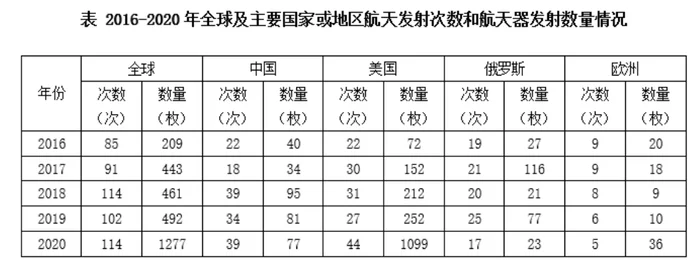 表 2016-2020 年全球及主要国家或地区航天发射次数和航天器发射数量情况
年份 全球 中国 美国 俄罗斯 欧洲
次数（次） 数量（枚） 次数（次） 数量（枚） 次数（次） 数量（枚） 次数（次） 数量（枚） 次数（次） 数量（枚）
2016 85 209 22 40 22 72 19 27 9 20
2017 91 443 18 34 30 152 21 116 9 18
2018 114 461 39 95 31 212 20 21 8 9
2019 102 492 34 81 27 252 25 77 6 10
2020 114 1277 39 77 44 1099 17 23 5 36